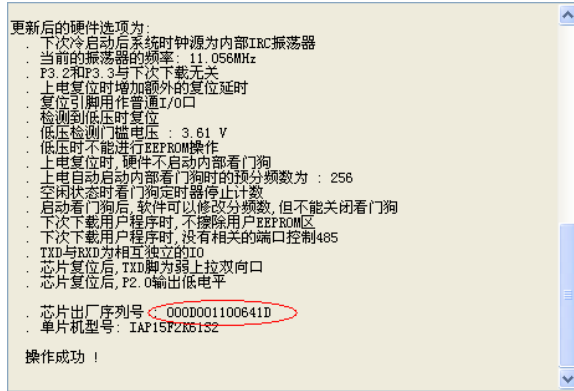 更新后的硬件选项为:
. 下次冷启动后系统时钟源为内部IRC振荡器
. 当前的振荡器的频率: 11.056MHz
. P3.2和P3.3与下次下载无关
. 上电复位时增加额外的复位延时
. 复位引脚用作普通I/O口
. 检测到低压时复位
. 低压检测门槛电压 : 3.61 V
. 低压时不能进行EEPROM操作
. 上电复位时,硬件不启动内部看门狗
. 上电自动启动内部看门狗时的预分频数为 : 256
. 空闲状态时看门狗定时器停止计数
. 启动看门狗后,软件可以修改分频数,但不能关闭看门狗
. 下次下载用户程序时,不擦除用户EEPROM区
. 下次下载用户程序时,没有相关的端口控制485
. TXD与RXD为相互独立的IO
. 芯片复位后,TXD脚为弱上拉双向口
. 芯片复位后,P2.0输出低电平
. 芯片出厂序列号 : 000D001100641D
. 单片机型号: IAP15F2K61S2
操作成功 !